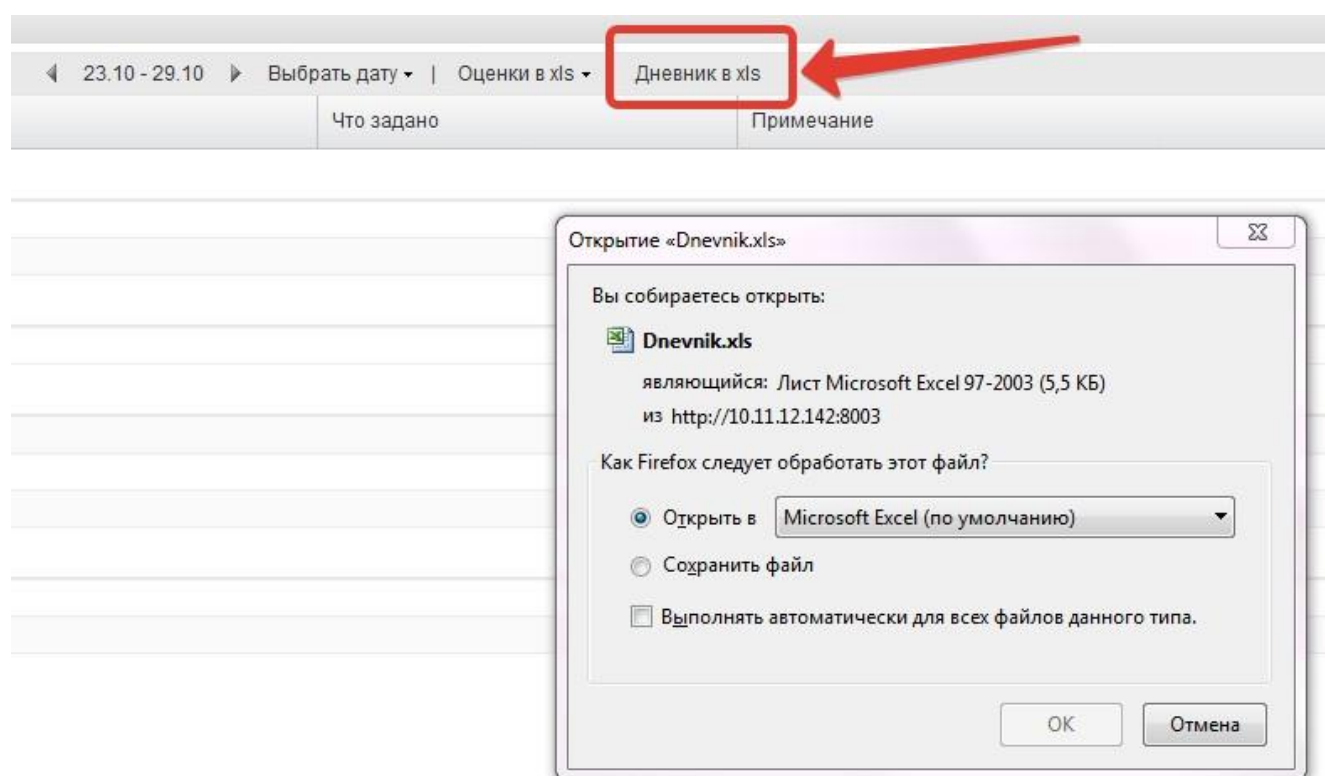 23.10 - 29.10 Выбрать дату | Оценки в xls Дневник в xls
Что задано Примечание
Открытие «Dnevnik.xls»
Вы собираетесь открыть:
Dnevnik.xls
являющийся: Лист Microsoft Excel 97-2003 (5,5 КБ)
из http://10.11.12.142:8003
Как Firefox следует обработать этот файл?
Открыть в Microsoft Excel (по умолчанию)
Сохранить файл
Выполнять автоматически для всех файлов данного типа.
OK Отмена